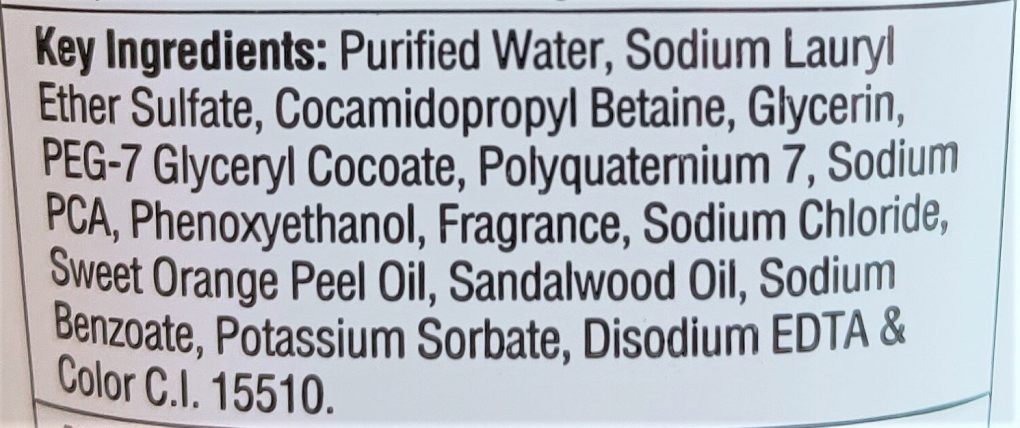 Key Ingredients: Purified Water, Sodium Lauryl
Ether Sulfate, Cocamidopropyl Betaine, Glycerin,
PEG-7 Glyceryl Cocoate, Polyquaternium 7, Sodium
PCA, Phenoxyethanol, Fragrance, Sodium Chloride,
Sweet Orange Peel Oil, Sandalwood Oil, Sodium
Benzoate, Potassium Sorbate, Disodium EDTA &
Color C.I. 15510.